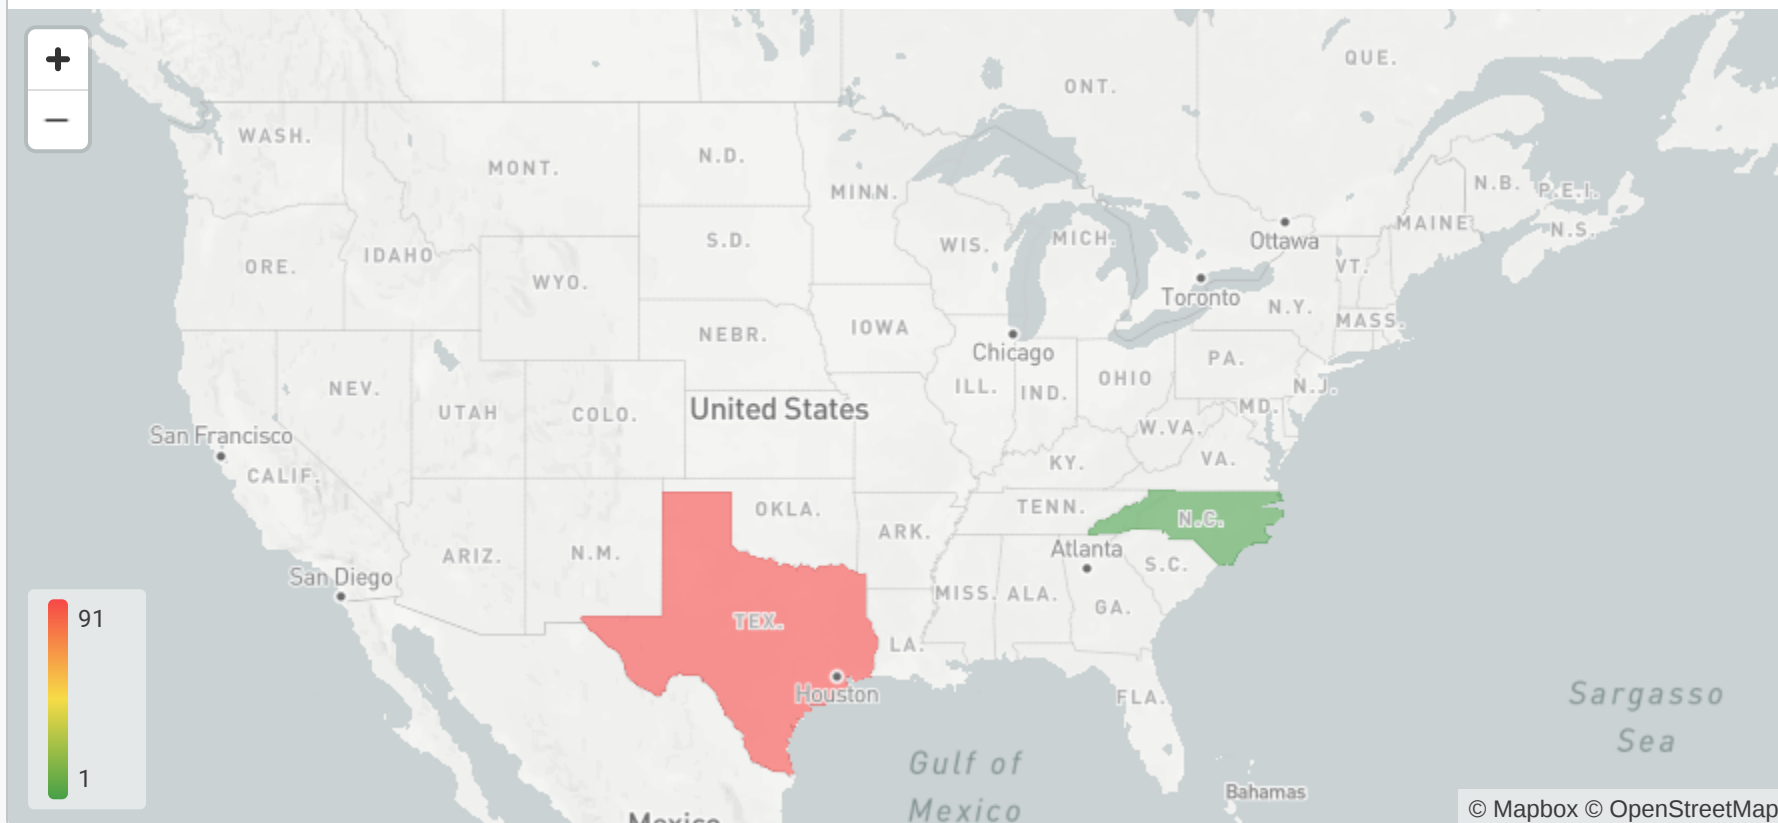 +
−
WASH.
MONT.
N.D.
MINN.
ONT.
QUE.
N.B.
P.E.I.
N.S.
MAINE
ORE.
IDAHO
WYO.
S.D.
WIS.
MICH.
Ottawa
Toronto
VT.
N.Y.
MASS.
NEBR.
IOWA
Chicago
PA.
N.J.
NEV.
UTAH
COLO.
United States
ILL.
IND.
OHIO
MD.
W.VA.
San Francisco
CALIF.
KY.
VA.
OKLA.
TENN.
N.C.
ARIZ.
N.M.
ARK.
Atlanta
S.C.
San Diego
MISS.
ALA.
GA.
TEX.
LA.
Houston
FLA.
91
1
Gulf of
Mexico
Sargasso
Sea
Bahamas
Mexico
© Mapbox © OpenStreetMap